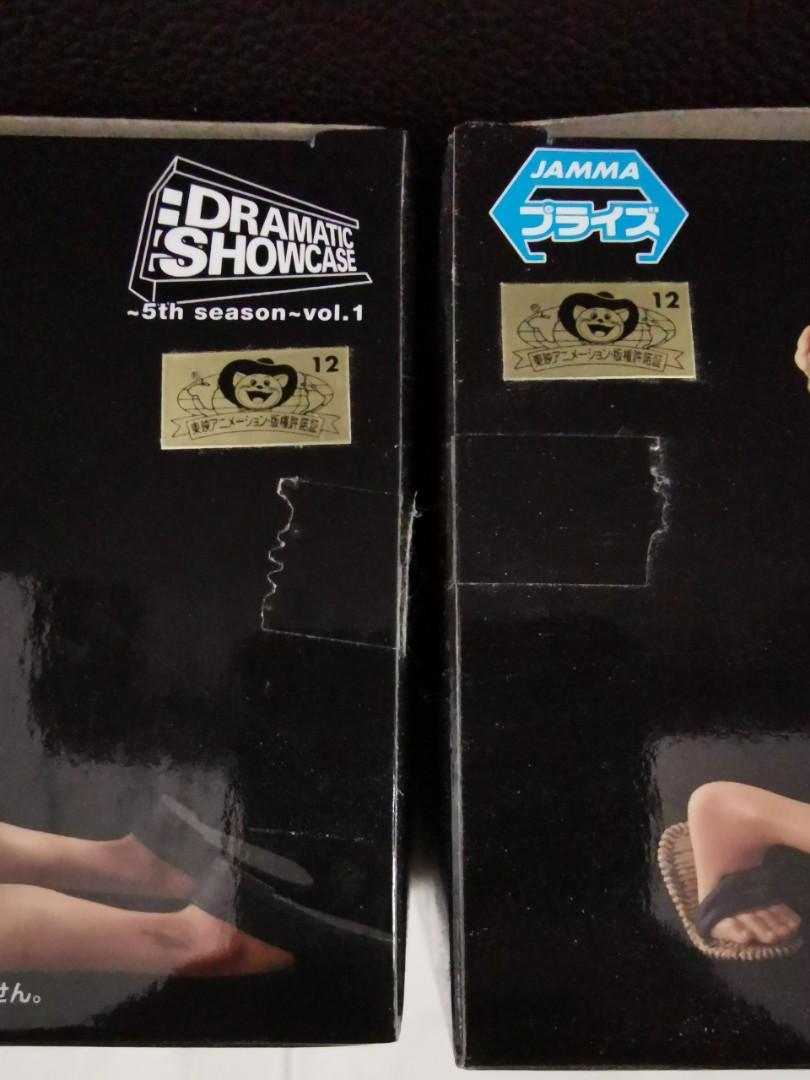 DRAMATIC
SHOWCASE
~5th season~vol.1
12
東映アニメーション・版権許諾証
せん。
JAMMA
プライズ
12
東映アニメーション・版権許諾証